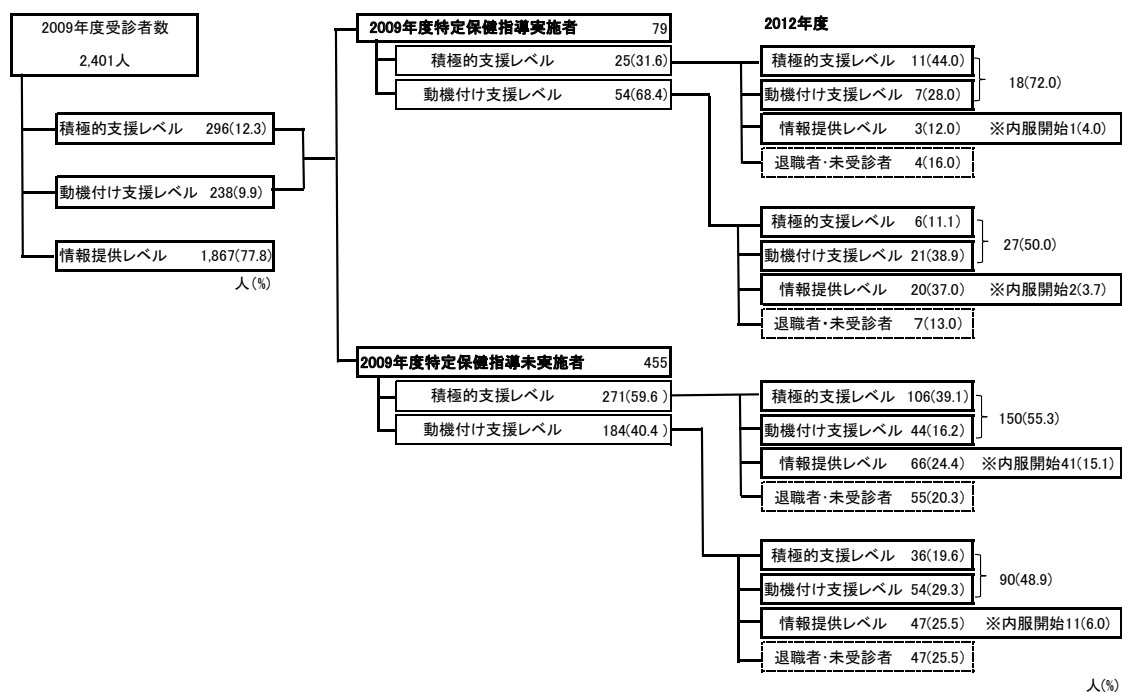 2009年度受診者数
2,401人
積極的支援レベル 296(12.3)
動機付け支援レベル 238(9.9)
情報提供レベル 1,867(77.8)
人(%)
2009年度特定保健指導実施者 79
積極的支援レベル 25(31.6)
動機付け支援レベル 54(68.4)
2012年度
積極的支援レベル 11(44.0)
動機付け支援レベル 7(28.0)
18(72.0)
情報提供レベル 3(12.0) ※内服開始1(4.0)
退職者・未受診者 4(16.0)
積極的支援レベル 6(11.1)
動機付け支援レベル 21(38.9)
27(50.0)
情報提供レベル 20(37.0) ※内服開始2(3.7)
退職者・未受診者 7(13.0)
2009年度特定保健指導未実施者 455
積極的支援レベル 271(59.6 )
動機付け支援レベル 184(40.4 )
積極的支援レベル 106(39.1)
動機付け支援レベル 44(16.2)
150(55.3)
情報提供レベル 66(24.4) ※内服開始41(15.1)
退職者・未受診者 55(20.3)
積極的支援レベル 36(19.6)
動機付け支援レベル 54(29.3)
90(48.9)
情報提供レベル 47(25.5) ※内服開始11(6.0)
退職者・未受診者 47(25.5)
人(%)